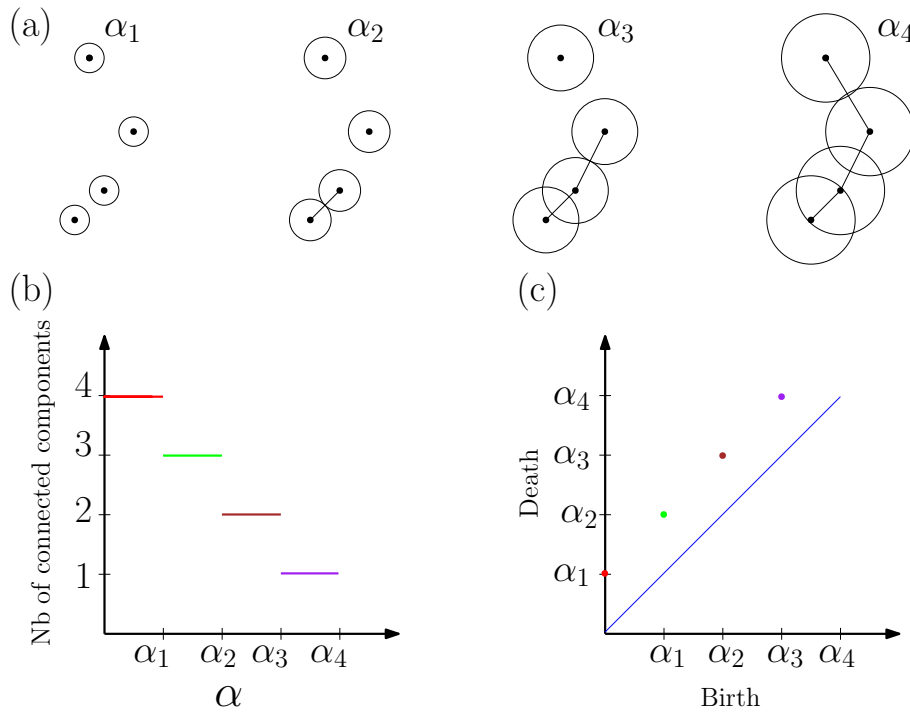 (a)
α₁
α₂
α₃
α₄
(b)
Nb of connected components
4
3
2
1
α₁ α₂ α₃ α₄
α
(c)
Death
α₄
α₃
α₂
α₁
α₁ α₂ α₃ α₄
Birth